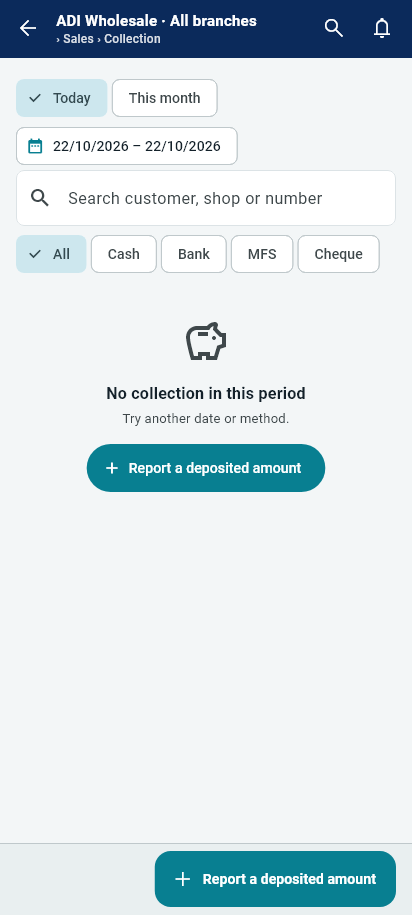 ADI Wholesale · All branches
› Sales › Collection
Today
This month
22/10/2026 – 22/10/2026
Search customer, shop or number
All
Cash
Bank
MFS
Cheque
No collection in this period
Try another date or method.
Report a deposited amount
Report a deposited amount